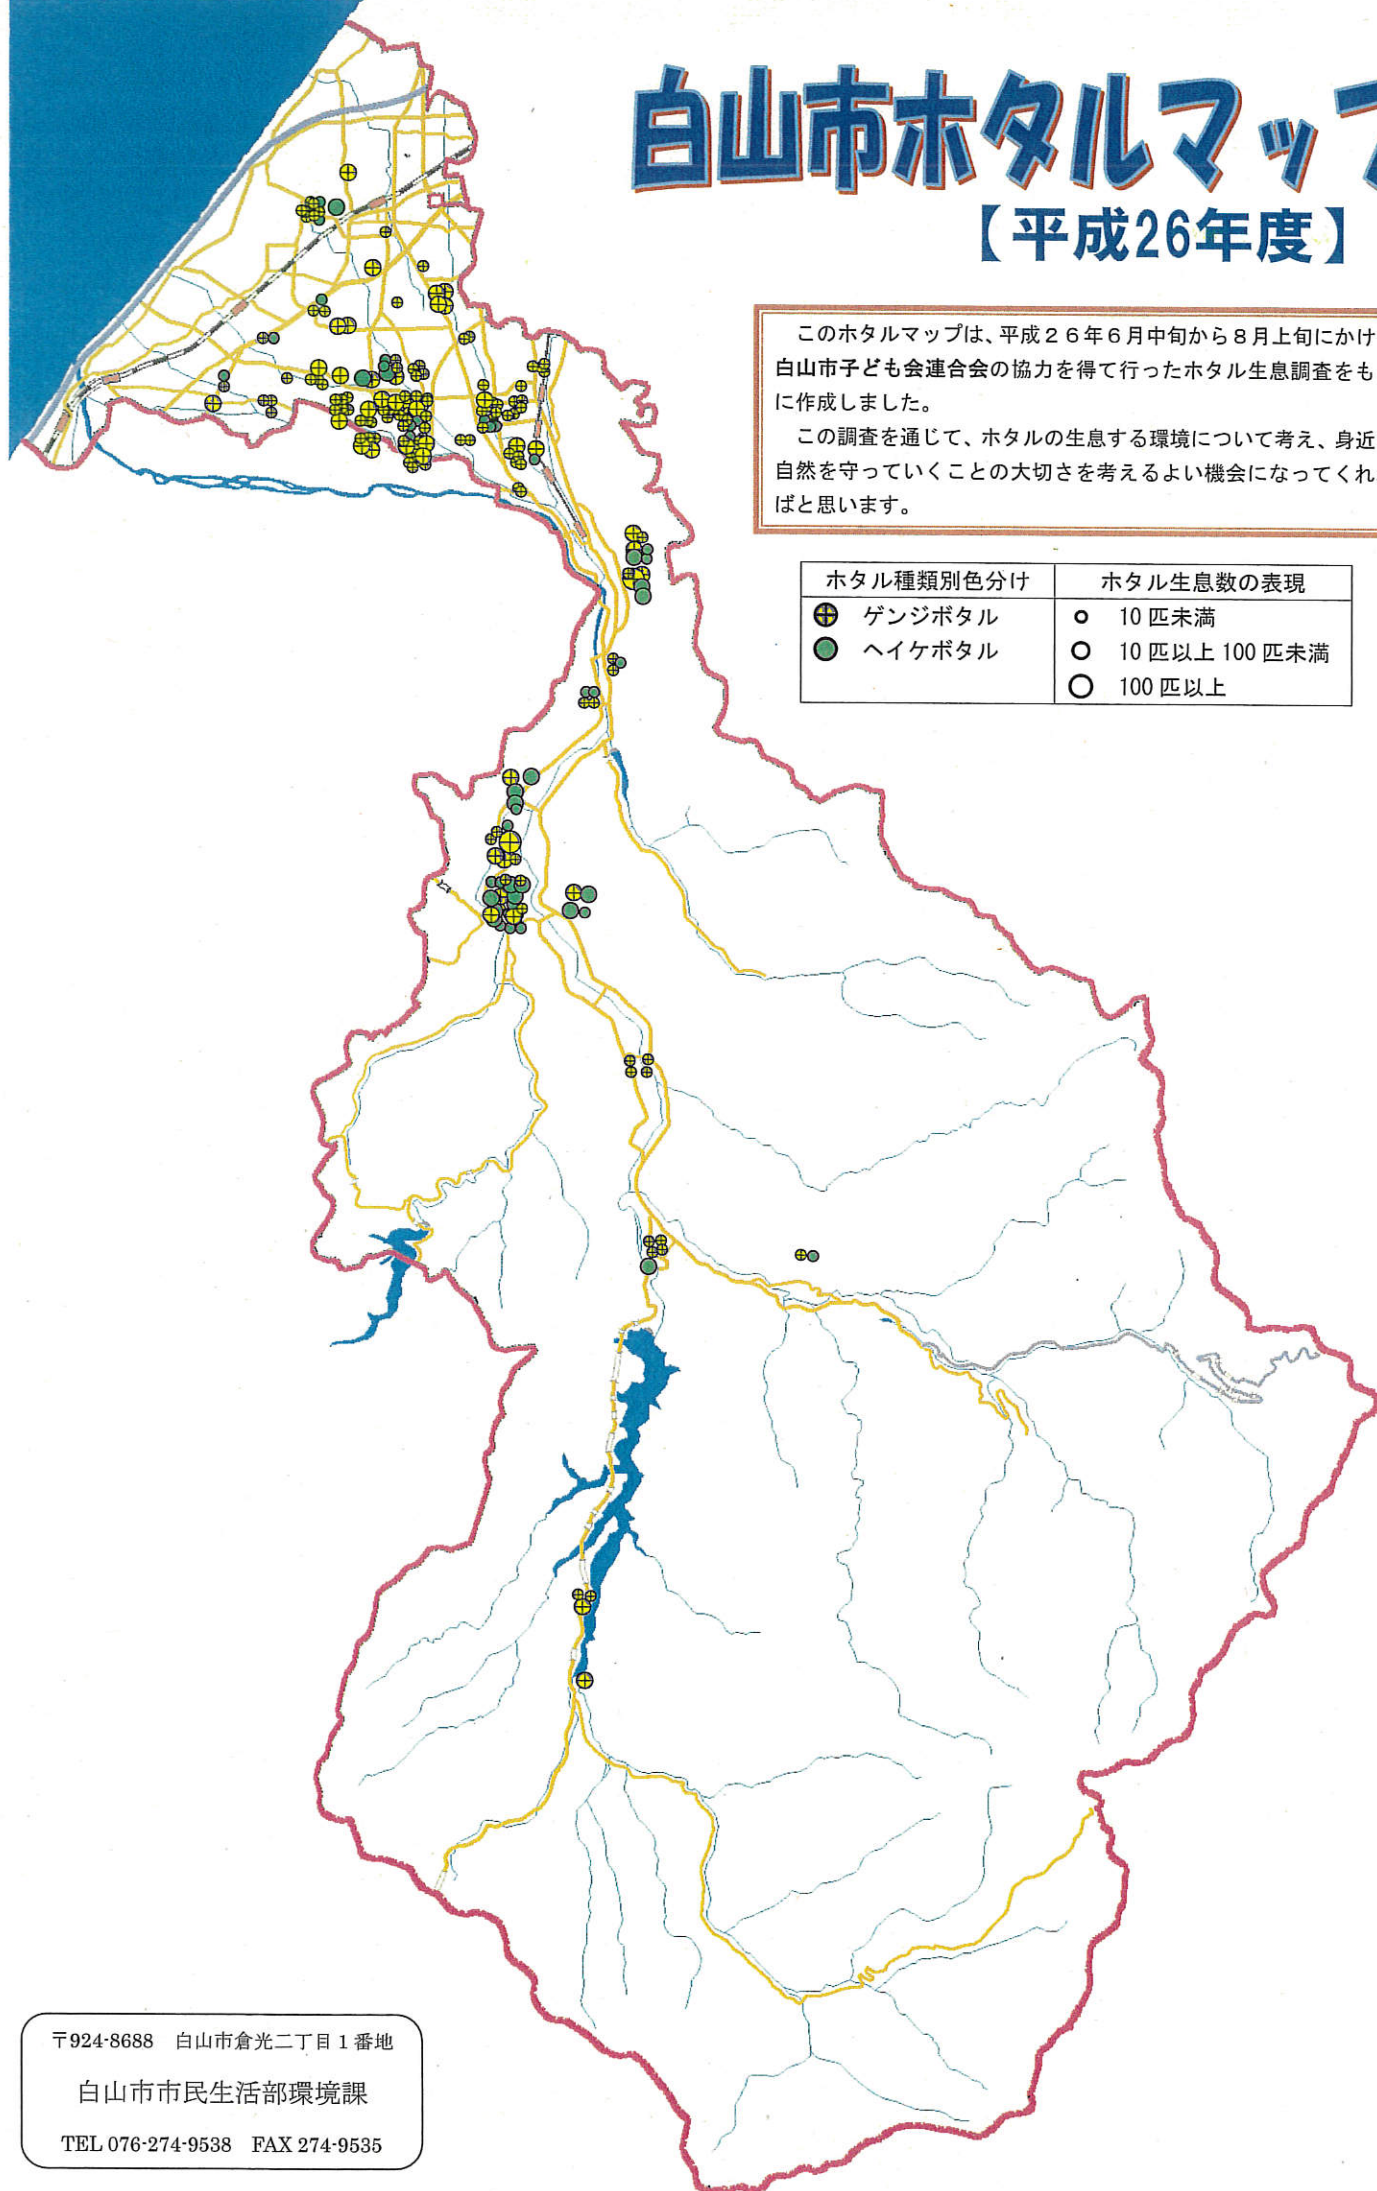 白山市ホタルマップ
【平成26年度】
このホタルマップは、平成２６年６月中旬から８月上旬にかけ
白山市子ども会連合会の協力を得て行ったホタル生息調査をも
に作成しました。
この調査を通じて、ホタルの生息する環境について考え、身近
自然を守っていくことの大切さを考えるよい機会になってくれ
ばと思います。
ホタル種類別色分け ホタル生息数の表現
ゲンジボタル 10 匹未満
ヘイケボタル 10 匹以上 100 匹未満
100 匹以上
〒924-8688 白山市倉光二丁目１番地
白山市市民生活部環境課
TEL 076-274-9538 FAX 274-9535